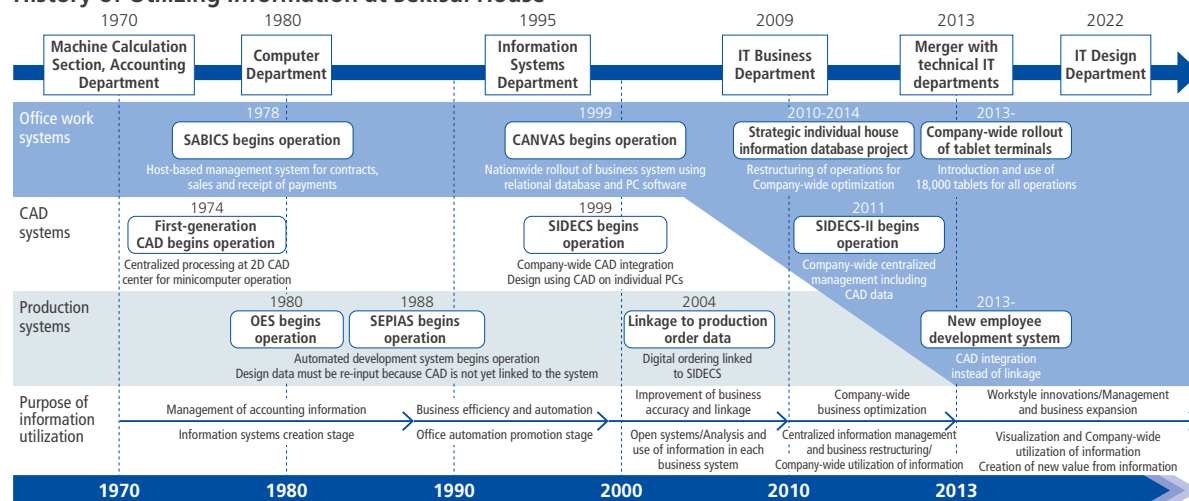 History of Utilizing Information at Sekisui House
1970
1980
1995
2009
2013
2022
Machine Calculation
Section, Accounting
Department
Computer
Department
Information
Systems
Department
IT Business
Department
Merger with
technical IT
departments
IT Design
Department
Office work
systems
1978
SABICS begins operation
Host-based management system for contracts,
sales and receipt of payments
1999
CANVAS begins operation
Nationwide rollout of business system using
relational database and PC software
2010-2014
Strategic individual house
information database project
Restructuring of operations for
Company-wide optimization
2013-
Company-wide rollout
of tablet terminals
Introduction and use of
18,000 tablets for all operations
CAD
systems
1974
First-generation
CAD begins operation
Centralized processing at 2D CAD
center for minicomputer operation
1999
SIDECS begins
operation
Company-wide CAD integration
Design using CAD on individual PCs
2011
SIDECS-II begins
operation
Company-wide centralized
management including
CAD data
Production
systems
1980
OES begins
operation
1988
SEPIAS begins
operation
Automated development system begins operation
Design data must be re-input because CAD is not yet linked to the system
2004
Linkage to production
order data
Digital ordering linked
to SIDECS
2013-
New employee
development system
CAD integration
instead of linkage
Purpose of
information
utilization
Management of accounting information
Information systems creation stage
Business efficiency and automation
Office automation promotion stage
Improvement of business
accuracy and linkage
Open systems/Analysis and
use of information in each
business system
Company-wide
business optimization
Centralized information management
and business restructuring/
Company-wide utilization of information
Workstyle innovations/Management
and business expansion
Visualization and Company-wide
utilization of information
Creation of new value from information
1970
1980
1990
2000
2010
2013